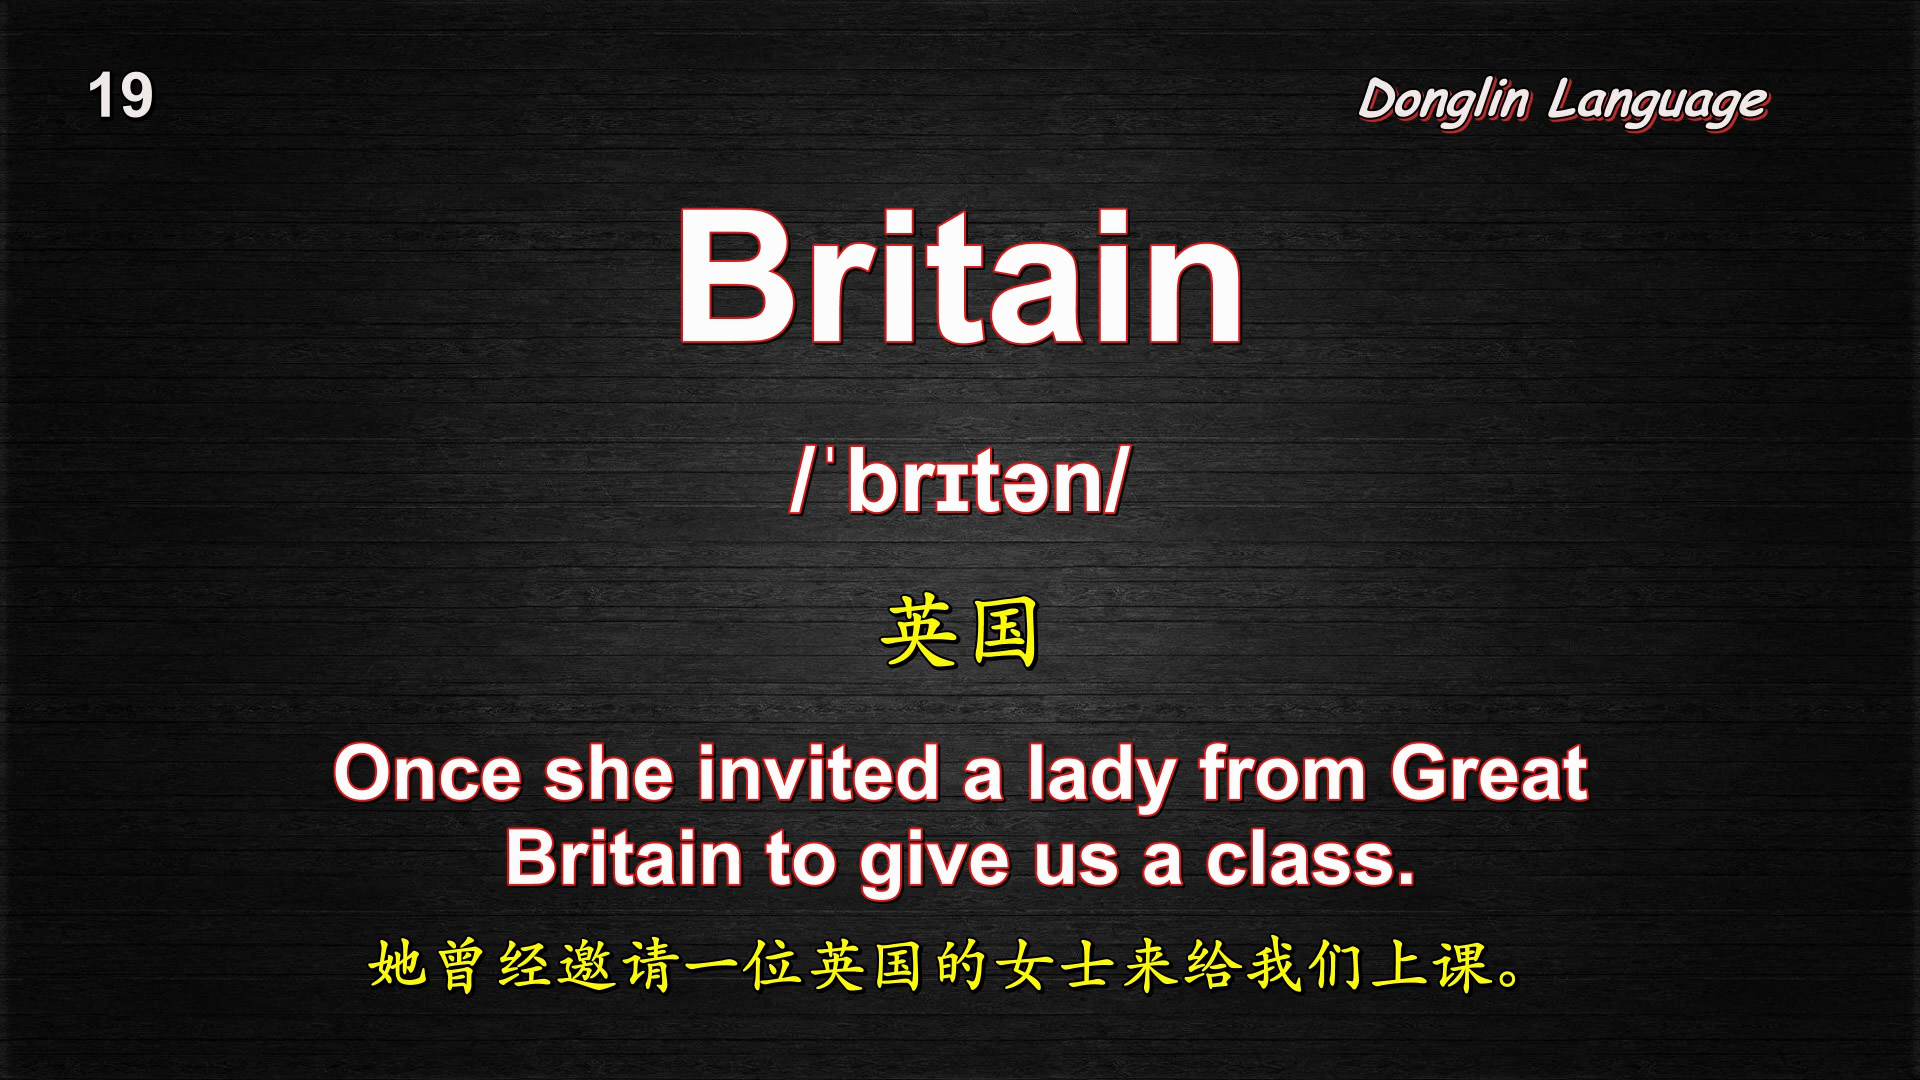 19
Donglin Language
Britain
/ˈbrɪtən/
英国
Once she invited a lady from Great
Britain to give us a class.
她曾经邀请一位英国的女士来给我们上课。